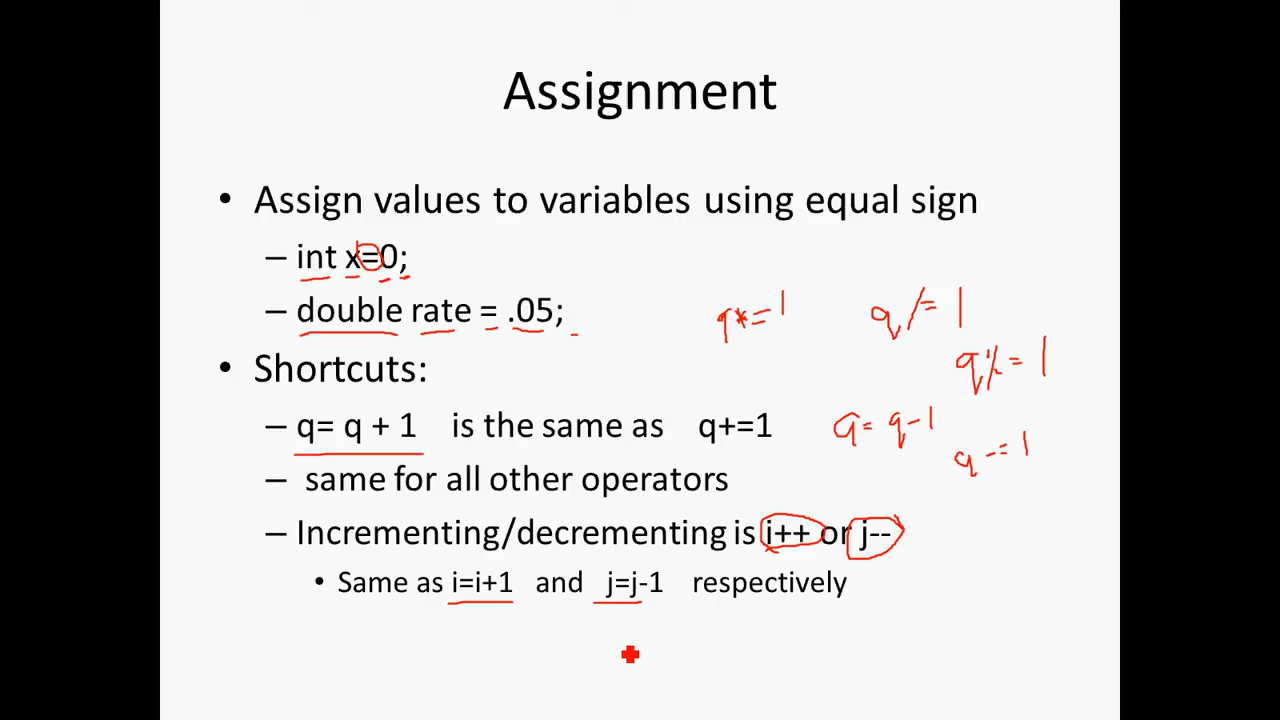 Assignment
• Assign values to variables using equal sign
– int x=0;
– double rate = .05;
q*=1
q/=1
q%=1
• Shortcuts:
– q= q + 1 is the same as q+=1
q= q-1
q-=1
– same for all other operators
– Incrementing/decrementing is i++ or j--
• Same as i=i+1 and j=j-1 respectively